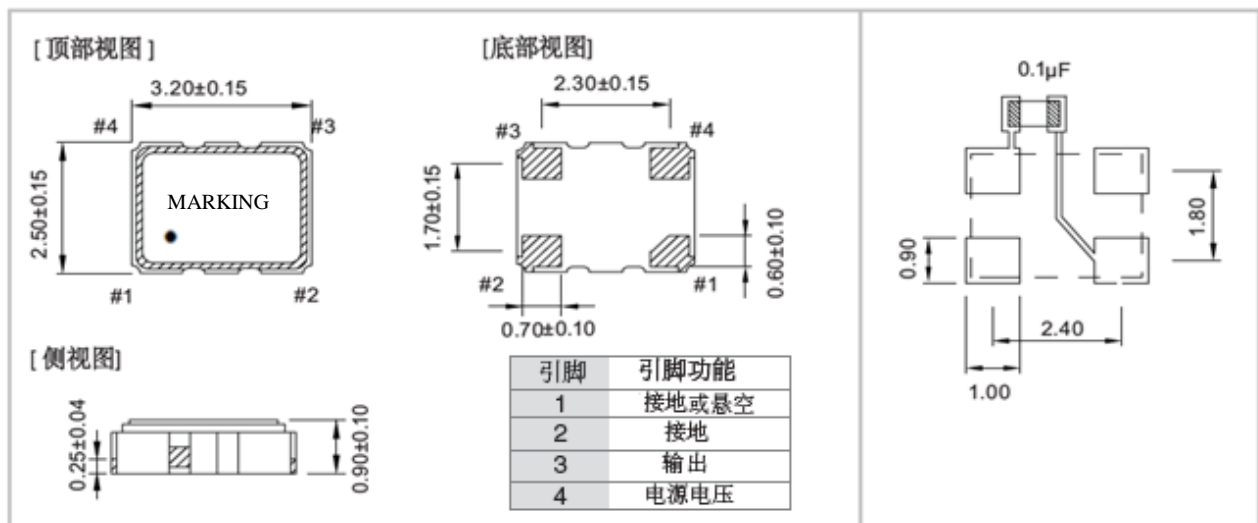 [顶部视图]
3.20±0.15
#4
#3
2.50±0.15
MARKING
#1
#2
[底部视图]
2.30±0.15
#3
#4
1.70±0.15
0.60±0.10
#2
#1
0.70±0.10
[侧视图]
0.25±0.04
0.90±0.10
引脚 引脚功能
1 接地或悬空
2 接地
3 输出
4 电源电压
0.1µF
1.80
0.90
2.40
1.00